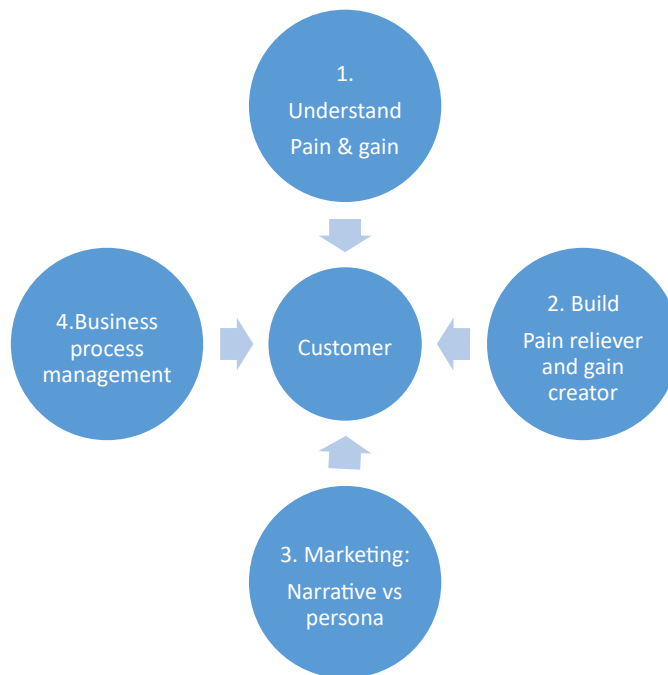 1.
Understand
Pain & gain
4.Business
process
management
Customer
2. Build
Pain reliever
and gain
creator
3. Marketing:
Narrative vs
persona